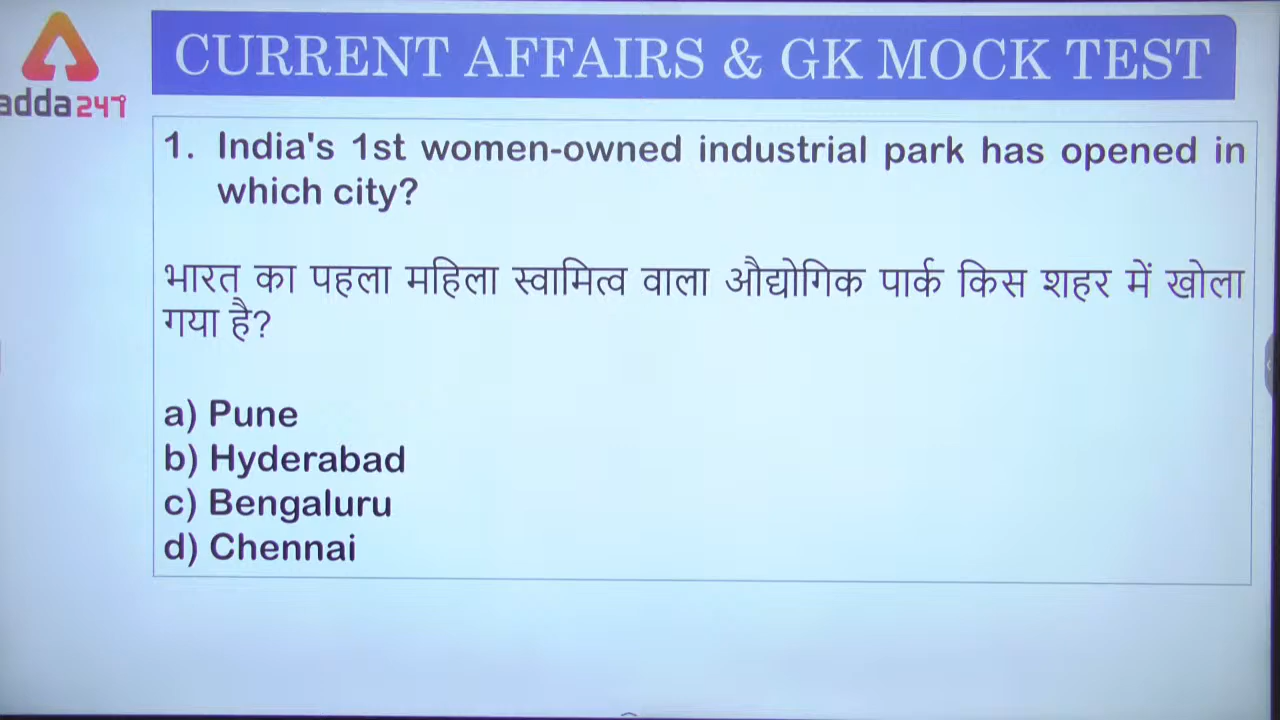 CURRENT AFFAIRS & GK MOCK TEST
adda247
1. India's 1st women-owned industrial park has opened in
which city?
भारत का पहला महिला स्वामित्व वाला औद्योगिक पार्क किस शहर में खोला
गया है?
a) Pune
b) Hyderabad
c) Bengaluru
d) Chennai